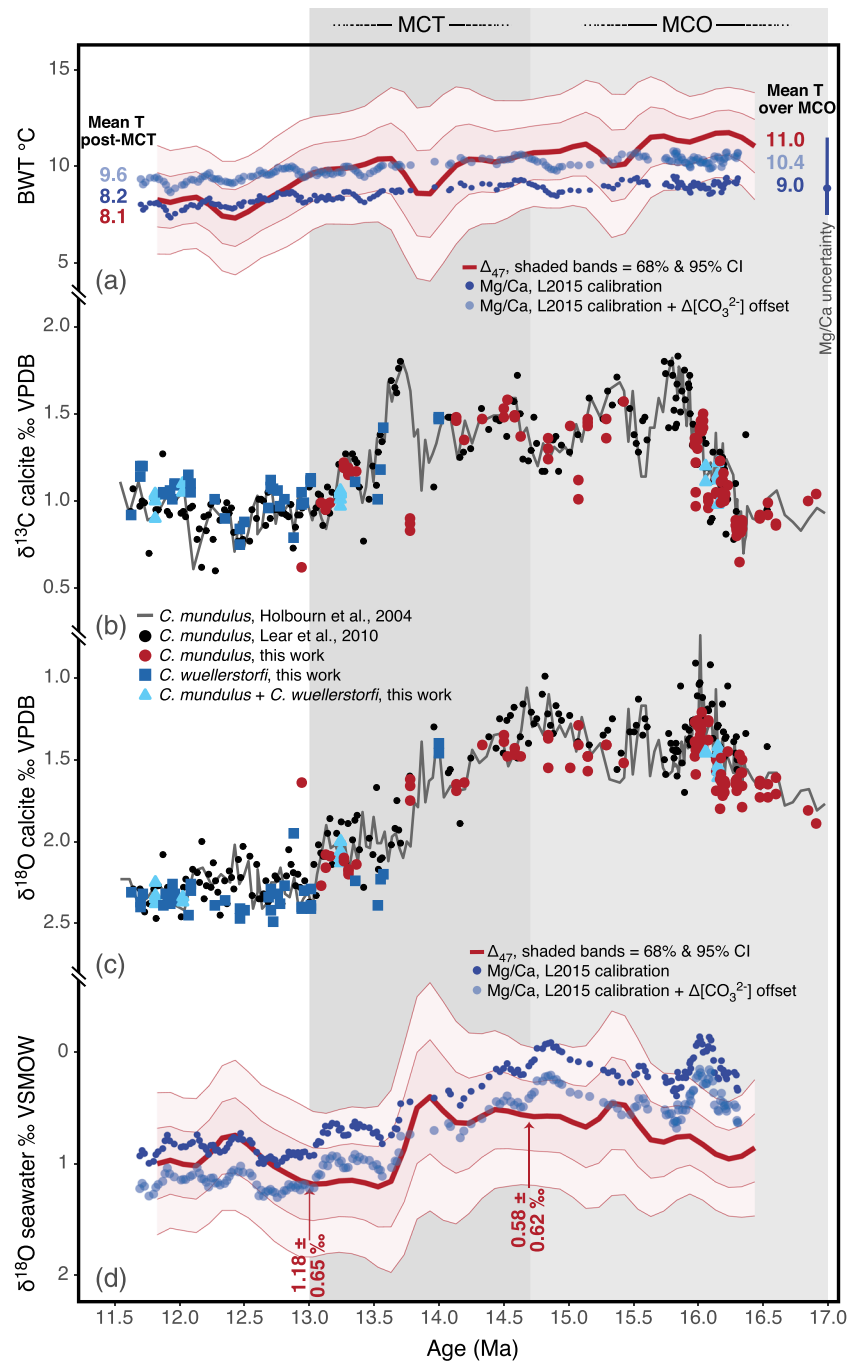 MCT
MCO
15
10
5
BWT °C
Mean T
post-MCT
9.6
8.2
8.1
Mean T
over MCO
11.0
10.4
9.0
Mg/Ca uncertainty
(a)
Δ47, shaded bands = 68% & 95% CI
Mg/Ca, L2015 calibration
Mg/Ca, L2015 calibration + Δ[CO₃²⁻] offset
2.0
1.5
1.0
0.5
δ¹³C calcite ‰ VPDB
(b)
C. mundulus, Holbourn et al., 2004
C. mundulus, Lear et al., 2010
C. mundulus, this work
C. wuellerstorfi, this work
C. mundulus + C. wuellerstorfi, this work
1.0
1.5
2.0
2.5
δ¹⁸O calcite ‰ VPDB
(c)
Δ47, shaded bands = 68% & 95% CI
Mg/Ca, L2015 calibration
Mg/Ca, L2015 calibration + Δ[CO₃²⁻] offset
0
1
2
δ¹⁸O seawater ‰ VSMOW
1.18 ±
0.65 ‰
0.58 ±
0.62 ‰
(d)
11.5 12.0 12.5 13.0 13.5 14.0 14.5 15.0 15.5 16.0 16.5 17.0
Age (Ma)